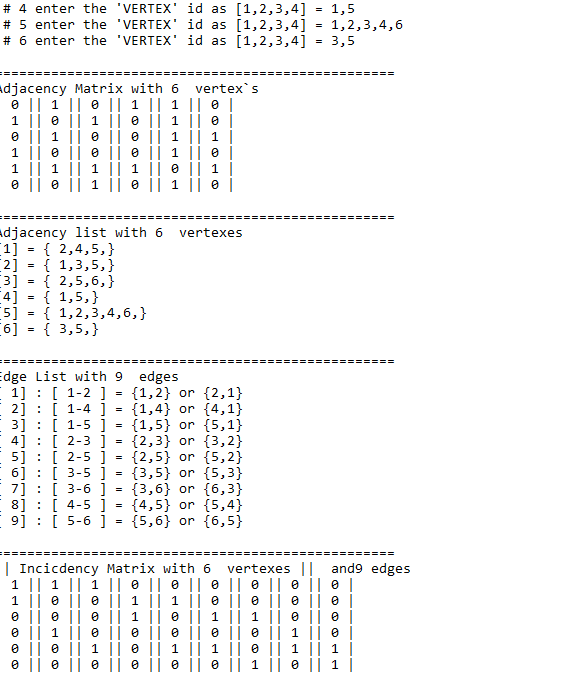 # 4 enter the 'VERTEX' id as [1,2,3,4] = 1,5
# 5 enter the 'VERTEX' id as [1,2,3,4] = 1,2,3,4,6
# 6 enter the 'VERTEX' id as [1,2,3,4] = 3,5
==================================================
Adjacency Matrix with 6  vertex`s
0 || 1 || 0 || 1 || 1 || 0 |
1 || 0 || 1 || 0 || 1 || 0 |
0 || 1 || 0 || 0 || 1 || 1 |
1 || 0 || 0 || 0 || 1 || 0 |
1 || 1 || 1 || 1 || 0 || 1 |
0 || 0 || 1 || 0 || 1 || 0 |
==================================================
Adjacency list with 6  vertexes
[1] = { 2,4,5,}
[2] = { 1,3,5,}
[3] = { 2,5,6,}
[4] = { 1,5,}
[5] = { 1,2,3,4,6,}
[6] = { 3,5,}
==================================================
Edge List with 9  edges
[ 1] : [ 1-2 ] = {1,2} or {2,1}
[ 2] : [ 1-4 ] = {1,4} or {4,1}
[ 3] : [ 1-5 ] = {1,5} or {5,1}
[ 4] : [ 2-3 ] = {2,3} or {3,2}
[ 5] : [ 2-5 ] = {2,5} or {5,2}
[ 6] : [ 3-5 ] = {3,5} or {5,3}
[ 7] : [ 3-6 ] = {3,6} or {6,3}
[ 8] : [ 4-5 ] = {4,5} or {5,4}
[ 9] : [ 5-6 ] = {5,6} or {6,5}
==================================================
| Incicdency Matrix with 6  vertexes ||  and9 edges
1 || 1 || 1 || 0 || 0 || 0 || 0 || 0 || 0 |
1 || 0 || 0 || 1 || 1 || 0 || 0 || 0 || 0 |
0 || 0 || 0 || 1 || 0 || 1 || 1 || 0 || 0 |
0 || 1 || 0 || 0 || 0 || 0 || 0 || 1 || 0 |
0 || 0 || 1 || 0 || 1 || 1 || 0 || 1 || 1 |
0 || 0 || 0 || 0 || 0 || 0 || 1 || 0 || 1 |